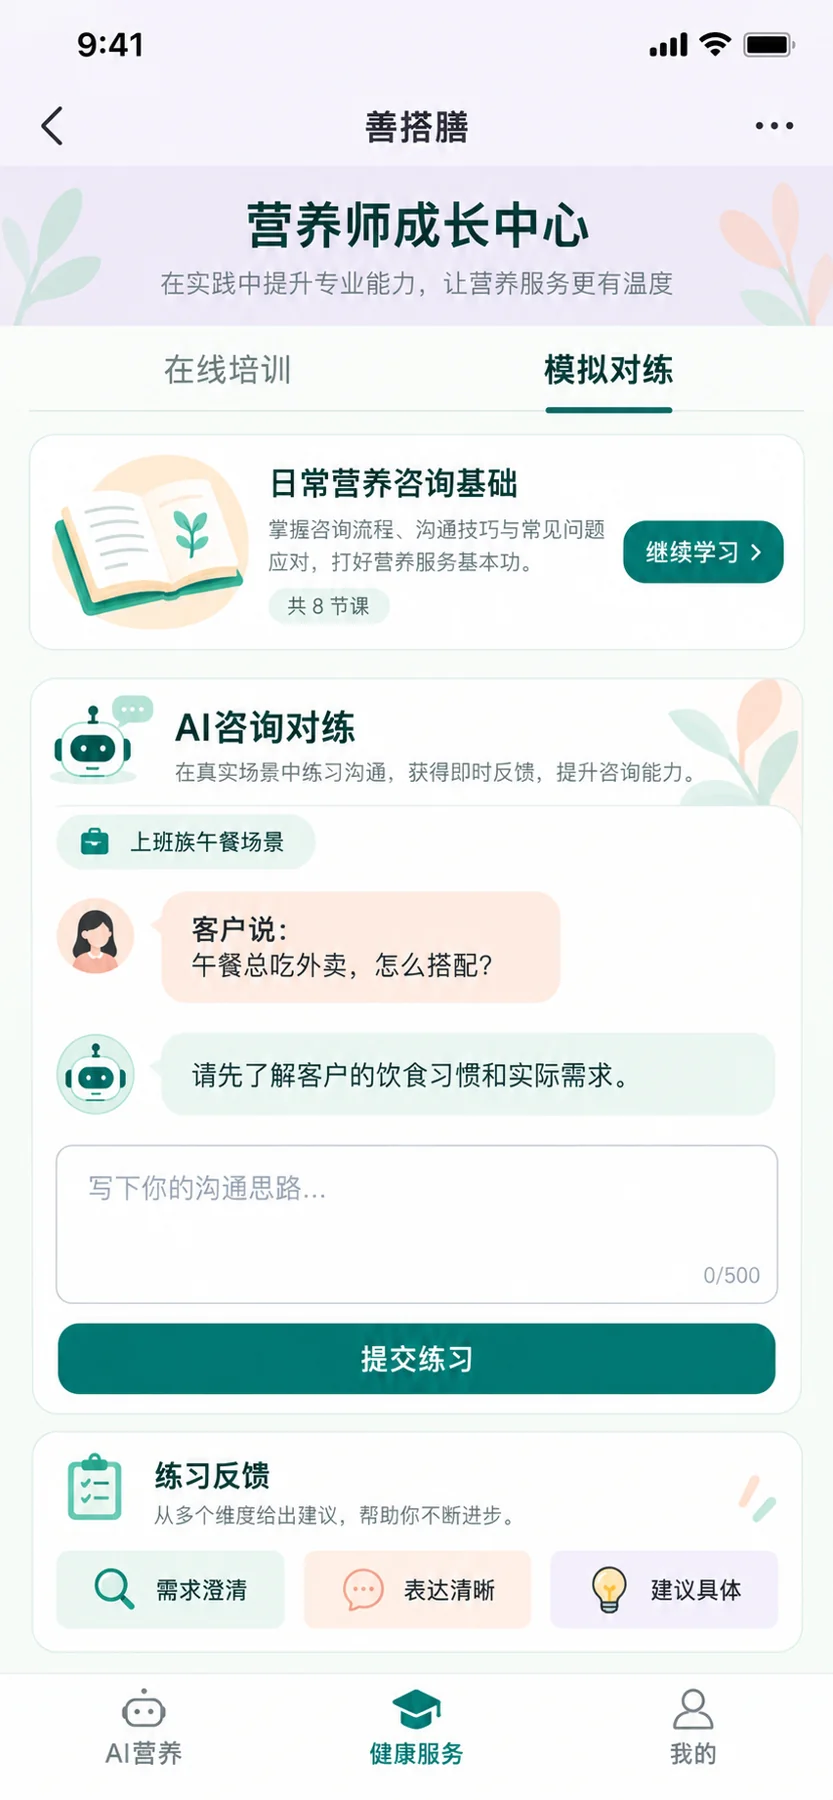 9:41
善搭膳
营养师成长中心
在实践中提升专业能力，让营养服务更有温度
在线培训
模拟对练
日常营养咨询基础
掌握咨询流程、沟通技巧与常见问题
应对，打好营养服务基本功。
共 8 节课
继续学习
AI咨询对练
在真实场景中练习沟通，获得即时反馈，提升咨询能力。
上班族午餐场景
客户说：
午餐总吃外卖，怎么搭配？
请先了解客户的饮食习惯和实际需求。
写下你的沟通思路...
0/500
提交练习
练习反馈
从多个维度给出建议，帮助你不断进步。
需求澄清
表达清晰
建议具体
AI营养
健康服务
我的